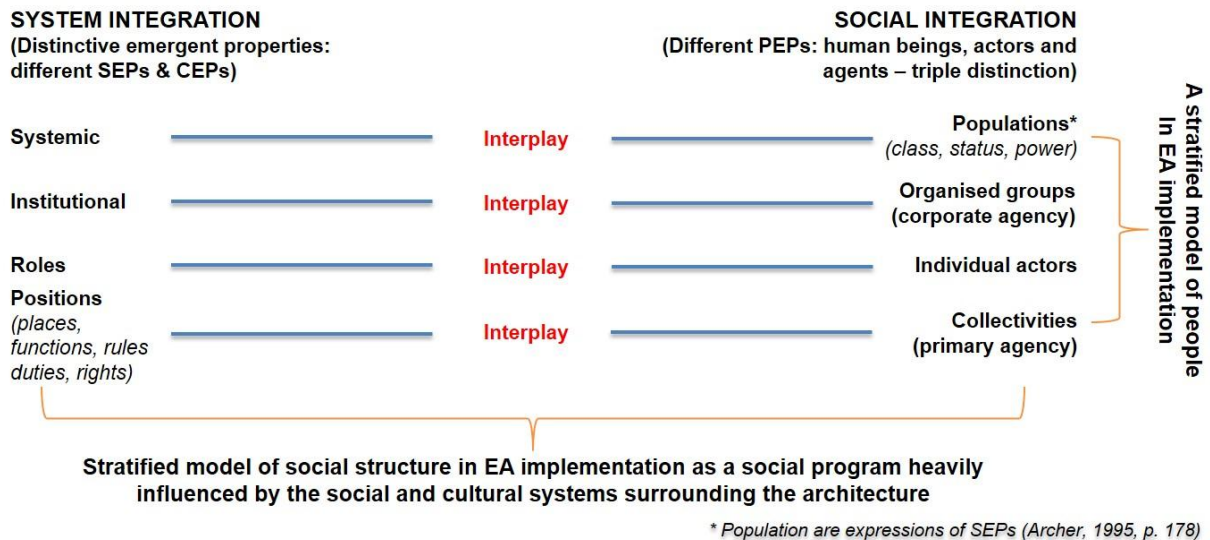 SYSTEM INTEGRATION
(Distinctive emergent properties:
different SEPs & CEPs)
SOCIAL INTEGRATION
(Different PEPs: human beings, actors and
agents – triple distinction)
Systemic
Interplay
Populations*
(class, status, power)
Institutional
Interplay
Organised groups
(corporate agency)
Roles
Interplay
Individual actors
Positions
(places,
functions, rules
duties, rights)
Interplay
Collectivities
(primary agency)
A stratified model of people
In EA implementation
Stratified model of social structure in EA implementation as a social program heavily
influenced by the social and cultural systems surrounding the architecture
* Population are expressions of SEPs (Archer, 1995, p. 178)